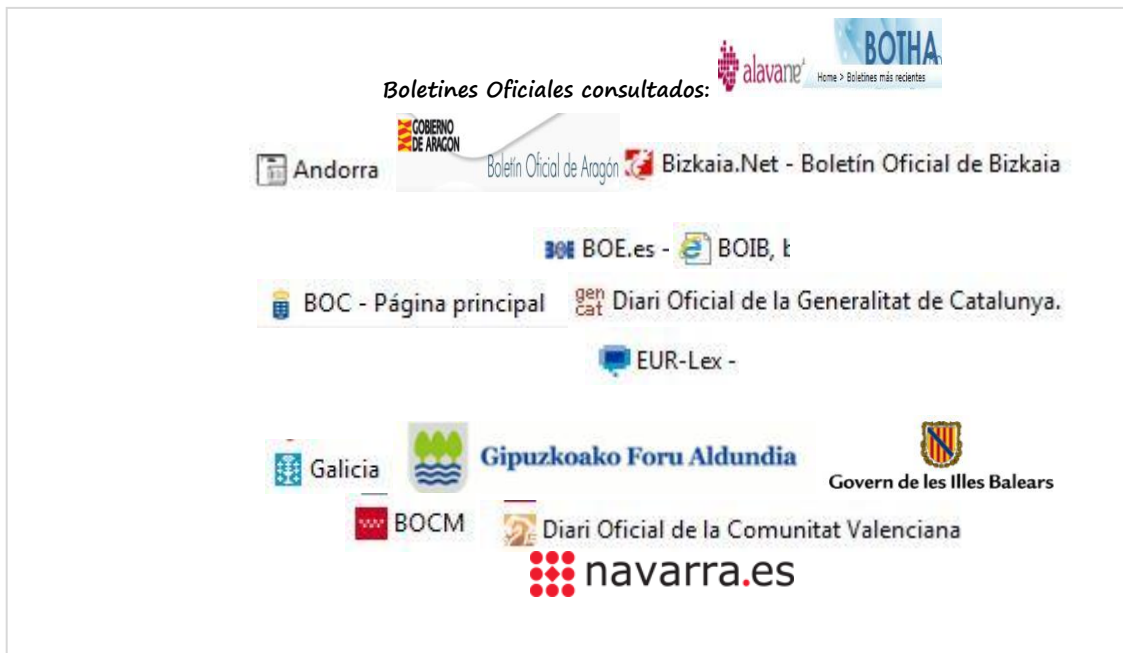 BOTHA
alavane
Home > Boletines más recientes
Boletines Oficiales consultados:
GOBIERNO
DE ARAGON
Boletín Oficial de Aragón
Andorra
Bizkaia.Net - Boletín Oficial de Bizkaia
BOE BOE.es - BOIB, b
BOC - Página principal
gen
cat
Diari Oficial de la Generalitat de Catalunya.
EUR-Lex -
Galicia
Gipuzkoako Foru Aldundia
Govern de les Illes Balears
BOCM
Diari Oficial de la Comunitat Valenciana
navarra.es